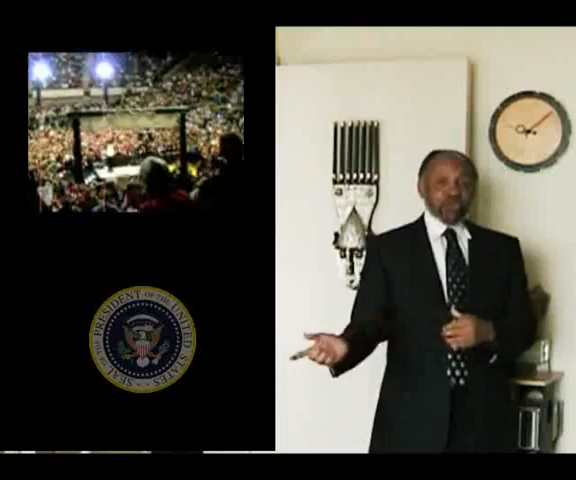 SEAL OF THE PRESIDENT OF THE UNITED STATES